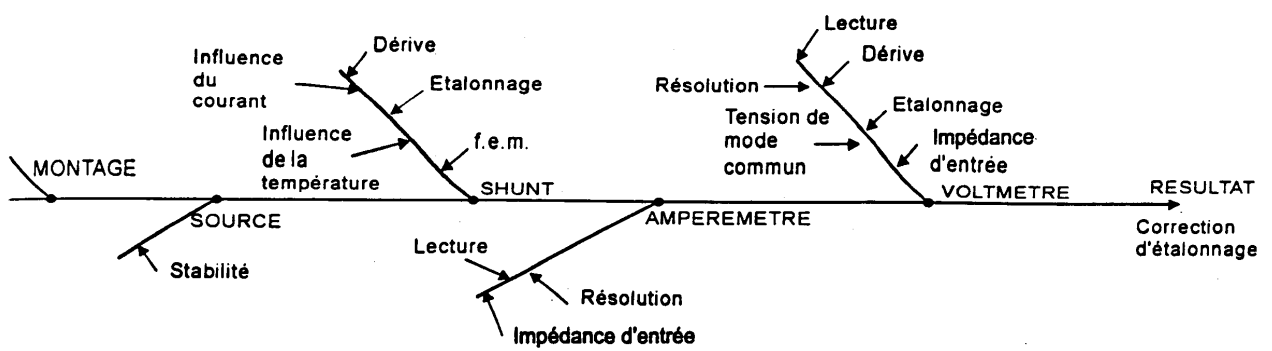 MONTAGE
SOURCE
Stabilité
Influence
du
courant
Dérive
Etalonnage
Influence
de la
température
f.e.m.
SHUNT
Lecture
Résolution
Impédance d'entrée
AMPEREMETRE
Lecture
Dérive
Résolution
Etalonnage
Tension de
mode
commun
Impédance
d'entrée
VOLTMETRE
RESULTAT
Correction
d'étalonnage